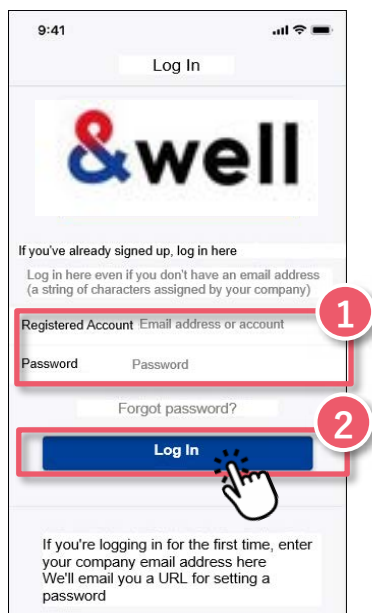 9:41
Log In
&well
If you've already signed up, log in here
Log in here even if you don't have an email address
(a string of characters assigned by your company)
1
Registered Account Email address or account
Password Password
Forgot password?
2
Log In
If you're logging in for the first time, enter
your company email address here
We'll email you a URL for setting a
password